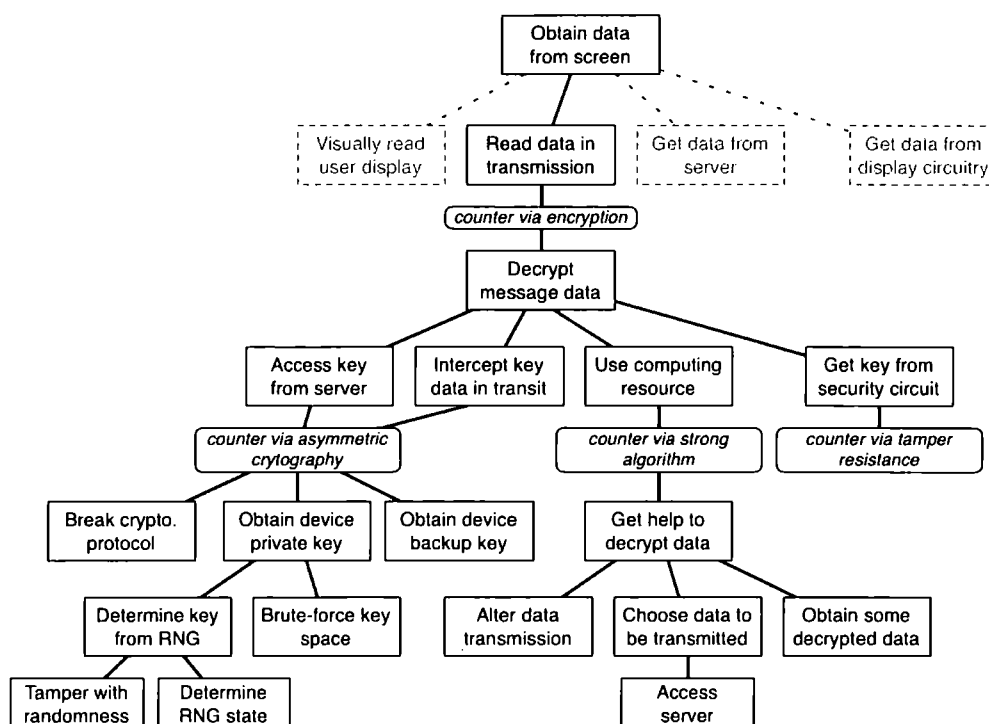 Obtain data
from screen
Visually read
user display
Read data in
transmission
Get data from
server
Get data from
display circuitry
counter via encryption
Decrypt
message data
Access key
from server
Intercept key
data in transit
Use computing
resource
Get key from
security circuit
counter via asymmetric
crytography
counter via strong
algorithm
counter via tamper
resistance
Break crypto.
protocol
Obtain device
private key
Obtain device
backup key
Get help to
decrypt data
Determine key
from RNG
Brute-force key
space
Alter data
transmission
Choose data to
be transmitted
Obtain some
decrypted data
Tamper with
randomness
Determine
RNG state
Access
server